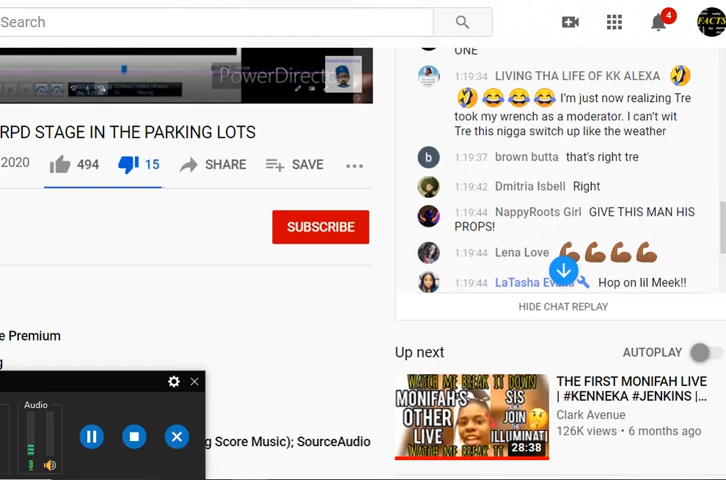 Search
4
FACTS
PowerDirector
RPD STAGE IN THE PARKING LOTS
2020
494
15
SHARE
SAVE
SUBSCRIBE
e Premium
Audio
g Score Music); SourceAudio
ONE
1:19:34 LIVING THA LIFE OF KK ALEXA
I'm just now realizing Tre
took my wrench as a moderator. I can't wit
Tre this nigga switch up like the weather
b
1:19:37 brown butta that's right tre
1:19:42 Dmitria Isbell Right
1:19:44 NappyRoots Girl GIVE THIS MAN HIS
PROPS!
1:19:44 Lena Love
1:19:44 LaTasha Hop on lil Meek!!
HIDE CHAT REPLAY
Up next
AUTOPLAY
WATCH ME BREAK IT DOWN
MONIFAH'S
OTHER
LIVE
SIS
JOIN
THE
ILLUMINATI
WATCH ME BREAK IT DOWN
28:38
THE FIRST MONIFAH LIVE
| #KENNEKA #JENKINS |...
Clark Avenue
126K views • 6 months ago